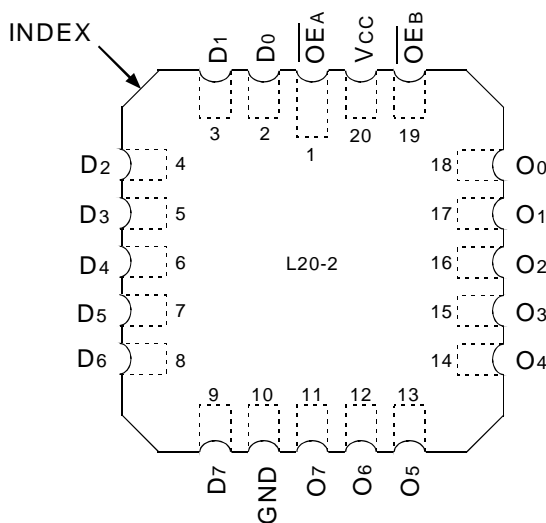 INDEX
D1 D0 OEA VCC OEB
3 2 1 20 19
D2 4 18 O0
D3 5 17 O1
D4 6 L20-2 16 O2
D5 7 15 O3
D6 8 14 O4
9 10 11 12 13
D7 GND O7 O6 O5